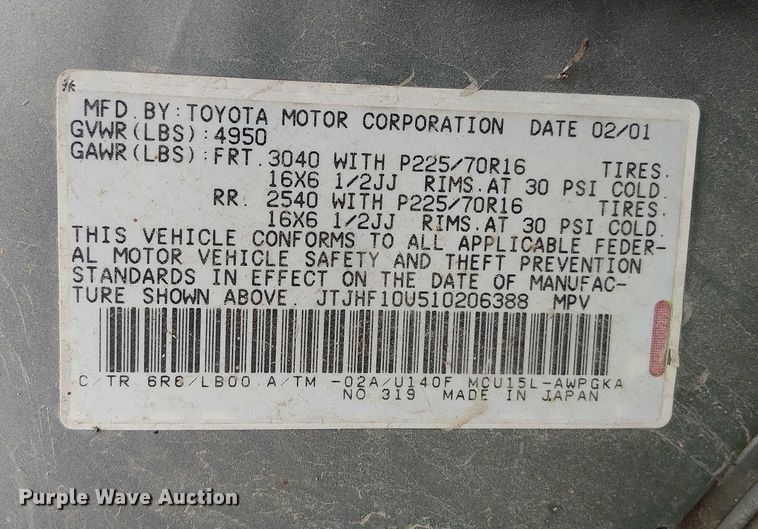 MFD. BY: TOYOTA MOTOR CORPORATION DATE 02/01
GVWR(LBS): 4950
GAWR(LBS): FRT. 3040 WITH P225/70R16 TIRES.
16X6 1/2JJ RIMS. AT 30 PSI COLD.
RR. 2540 WITH P225/70R16 TIRES.
16X6 1/2JJ RIMS. AT 30 PSI COLD.
THIS VEHICLE CONFORMS TO ALL APPLICABLE FEDER-
AL MOTOR VEHICLE SAFETY AND THEFT PREVENTION
STANDARDS IN EFFECT ON THE DATE OF MANUFAC-
TURE SHOWN ABOVE. JTJHF10U510206388 MPV
C/TR 6R8/LB00 A/TM -02A/U140F MCU15L-AWPGKA
NO 319 MADE IN JAPAN
Purple Wave Auction